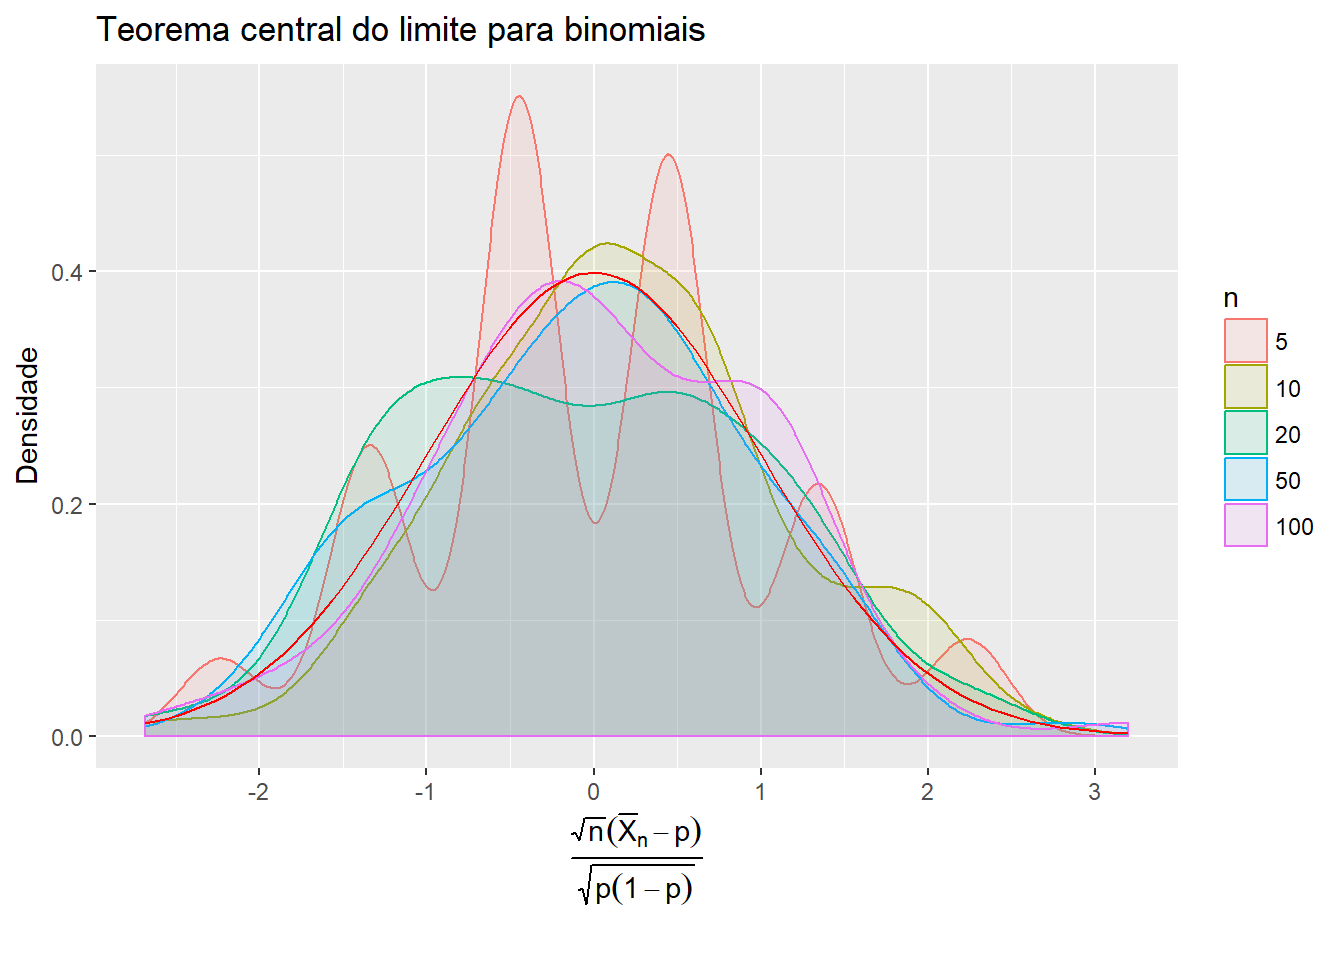 Teorema central do limite para binomiais
Densidade
0.4
0.2
0.0
-2 -1 0 1 2 3
√n(X̅n − p)
√p(1 − p)
n
5
10
20
50
100